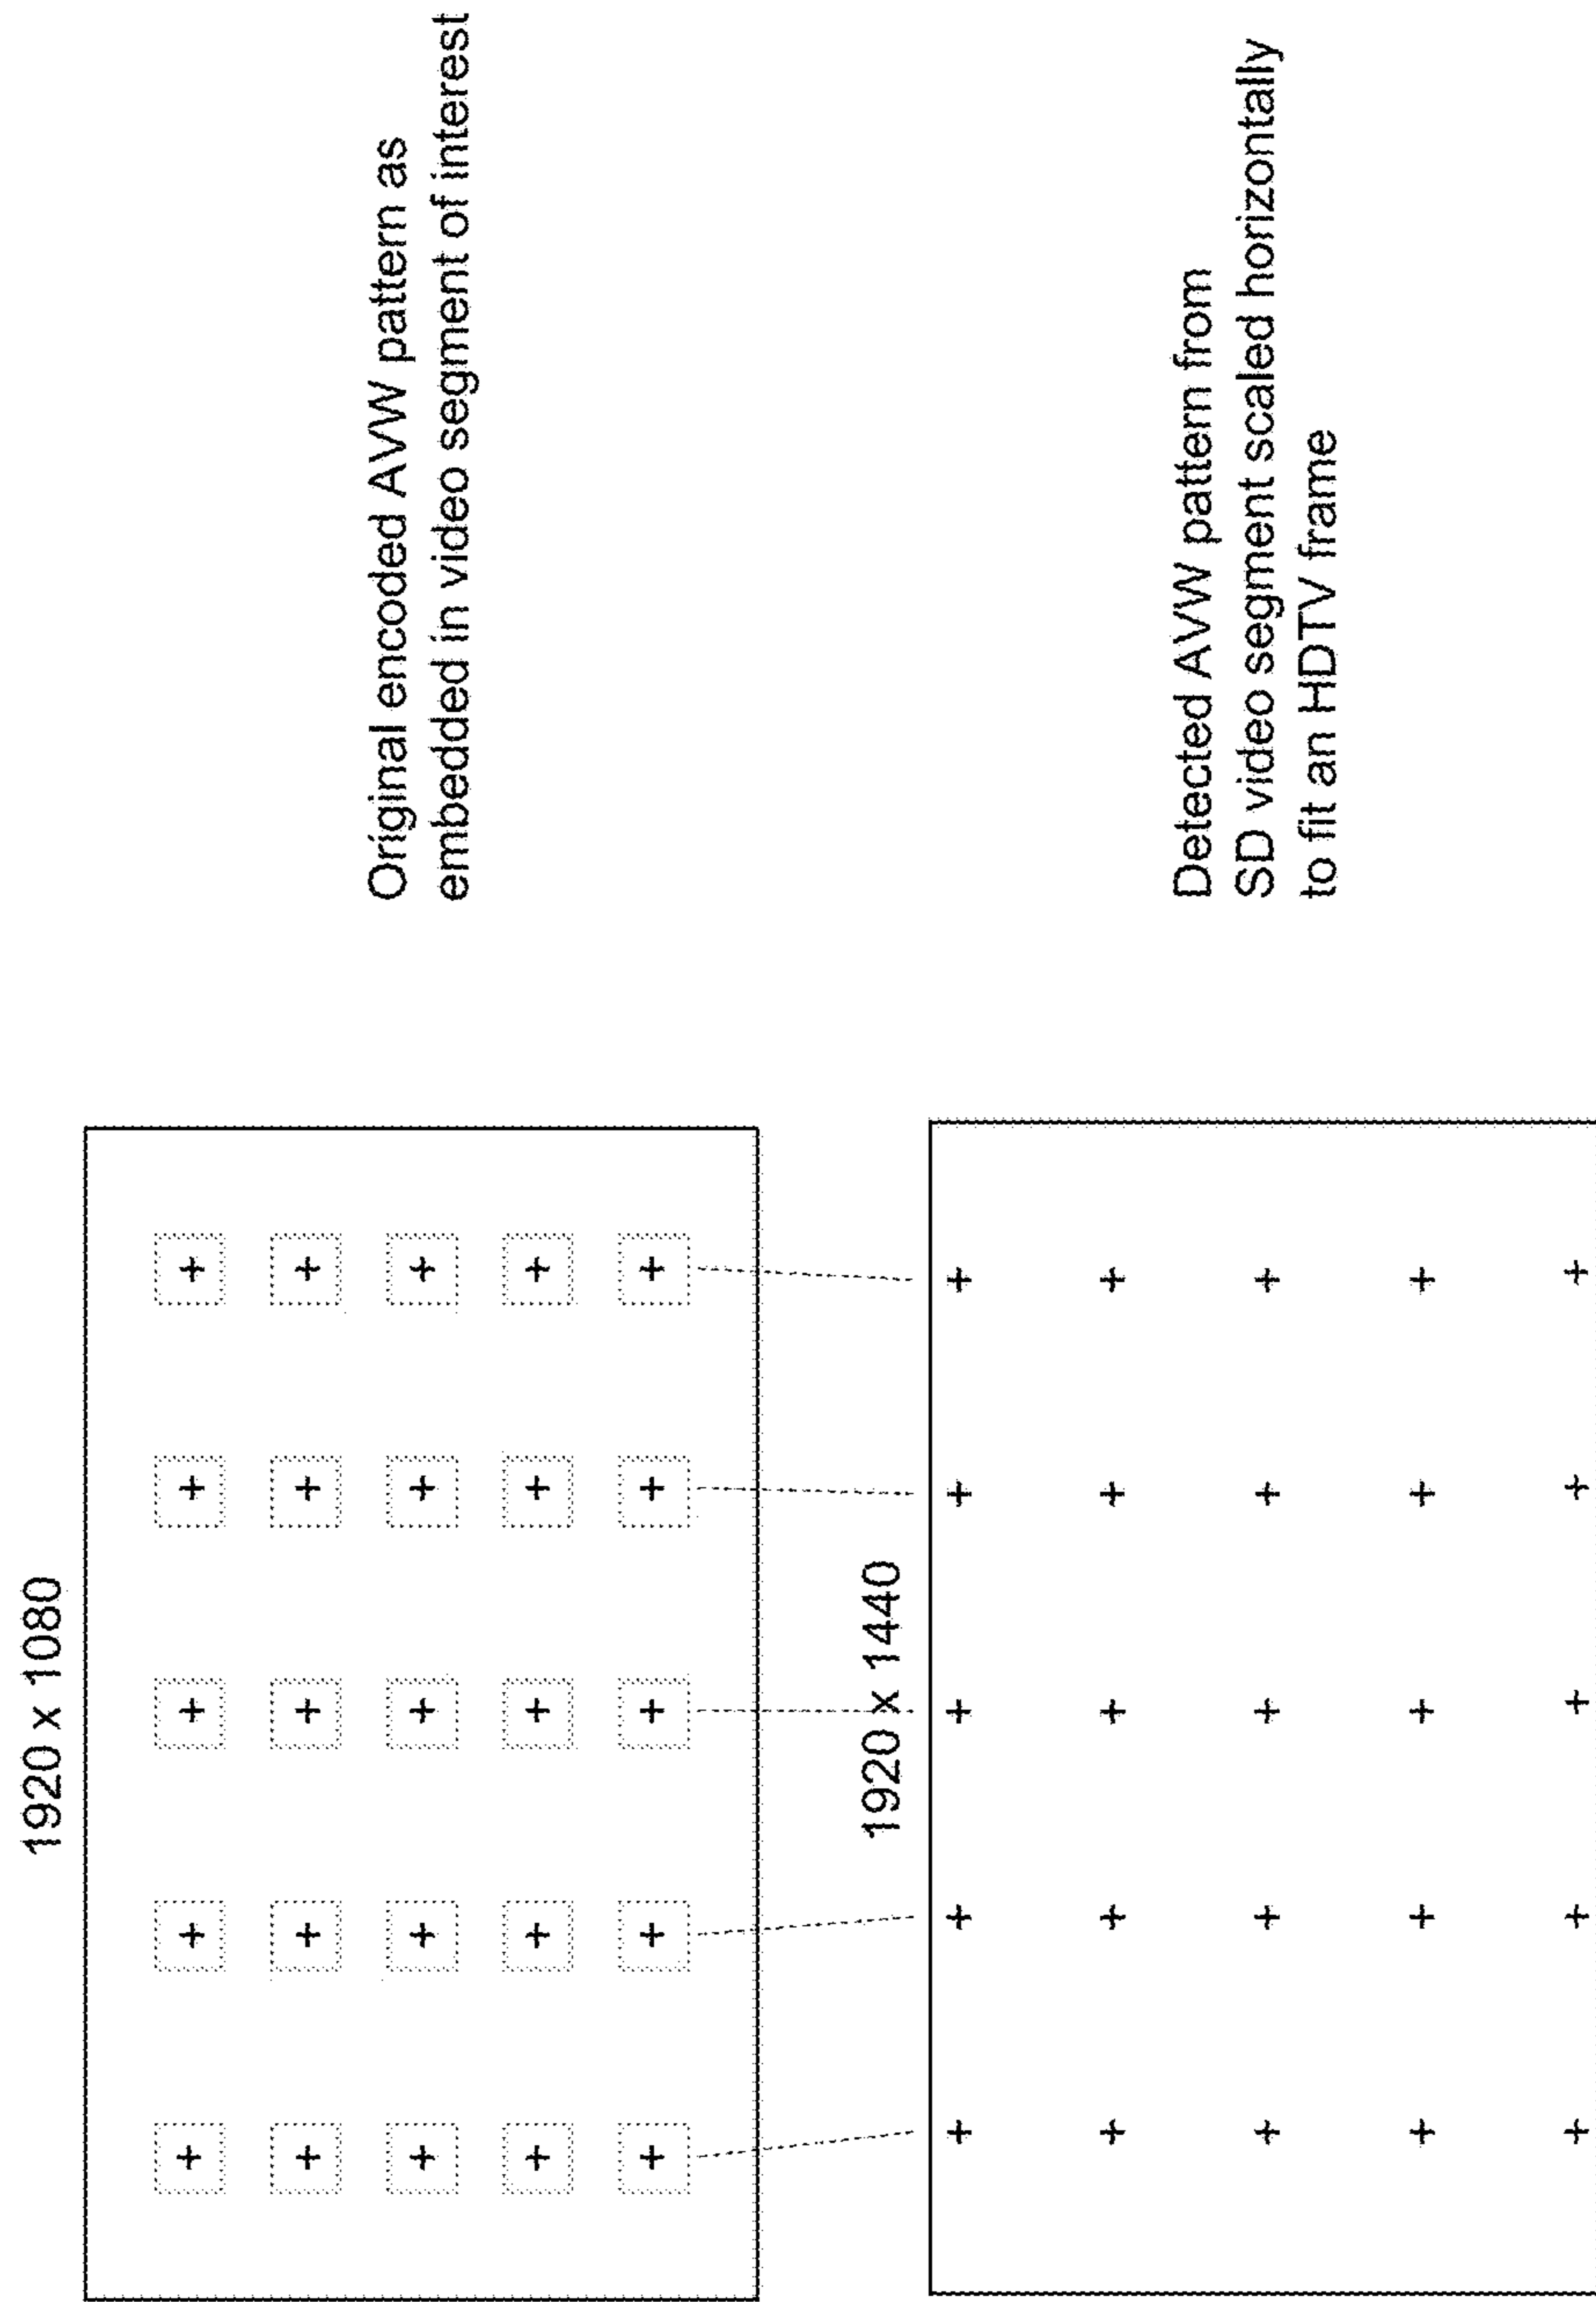 1920 x 1080
Original encoded AVW pattern as
embedded in video segment of interest
1920 x 1440
Detected AVW pattern from
SD video segment scaled horizontally
to fit an HDTV frame